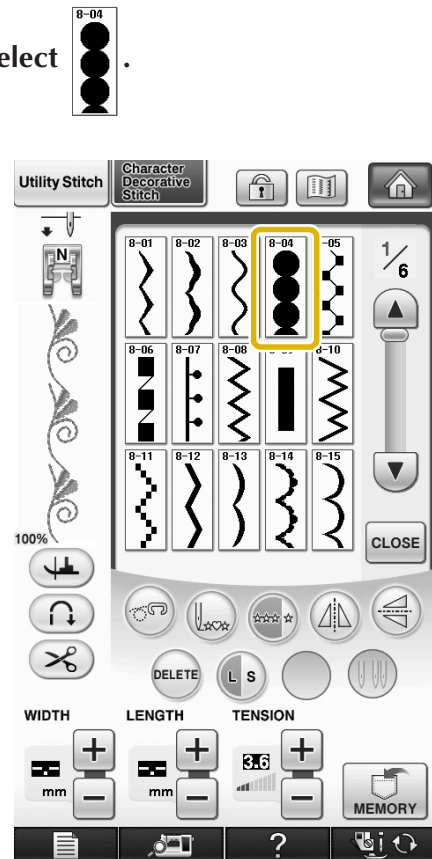 8-04
elect
.
Utility Stitch
Character
Decorative
Stitch
N
8-01 8-02 8-03 8-04 -05
1/6
8-06 8-07 8-08 8-10
8-11 8-12 8-13 8-14 8-15
100%
CLOSE
DELETE L S
WIDTH LENGTH TENSION
3.6
mm mm
MEMORY
?